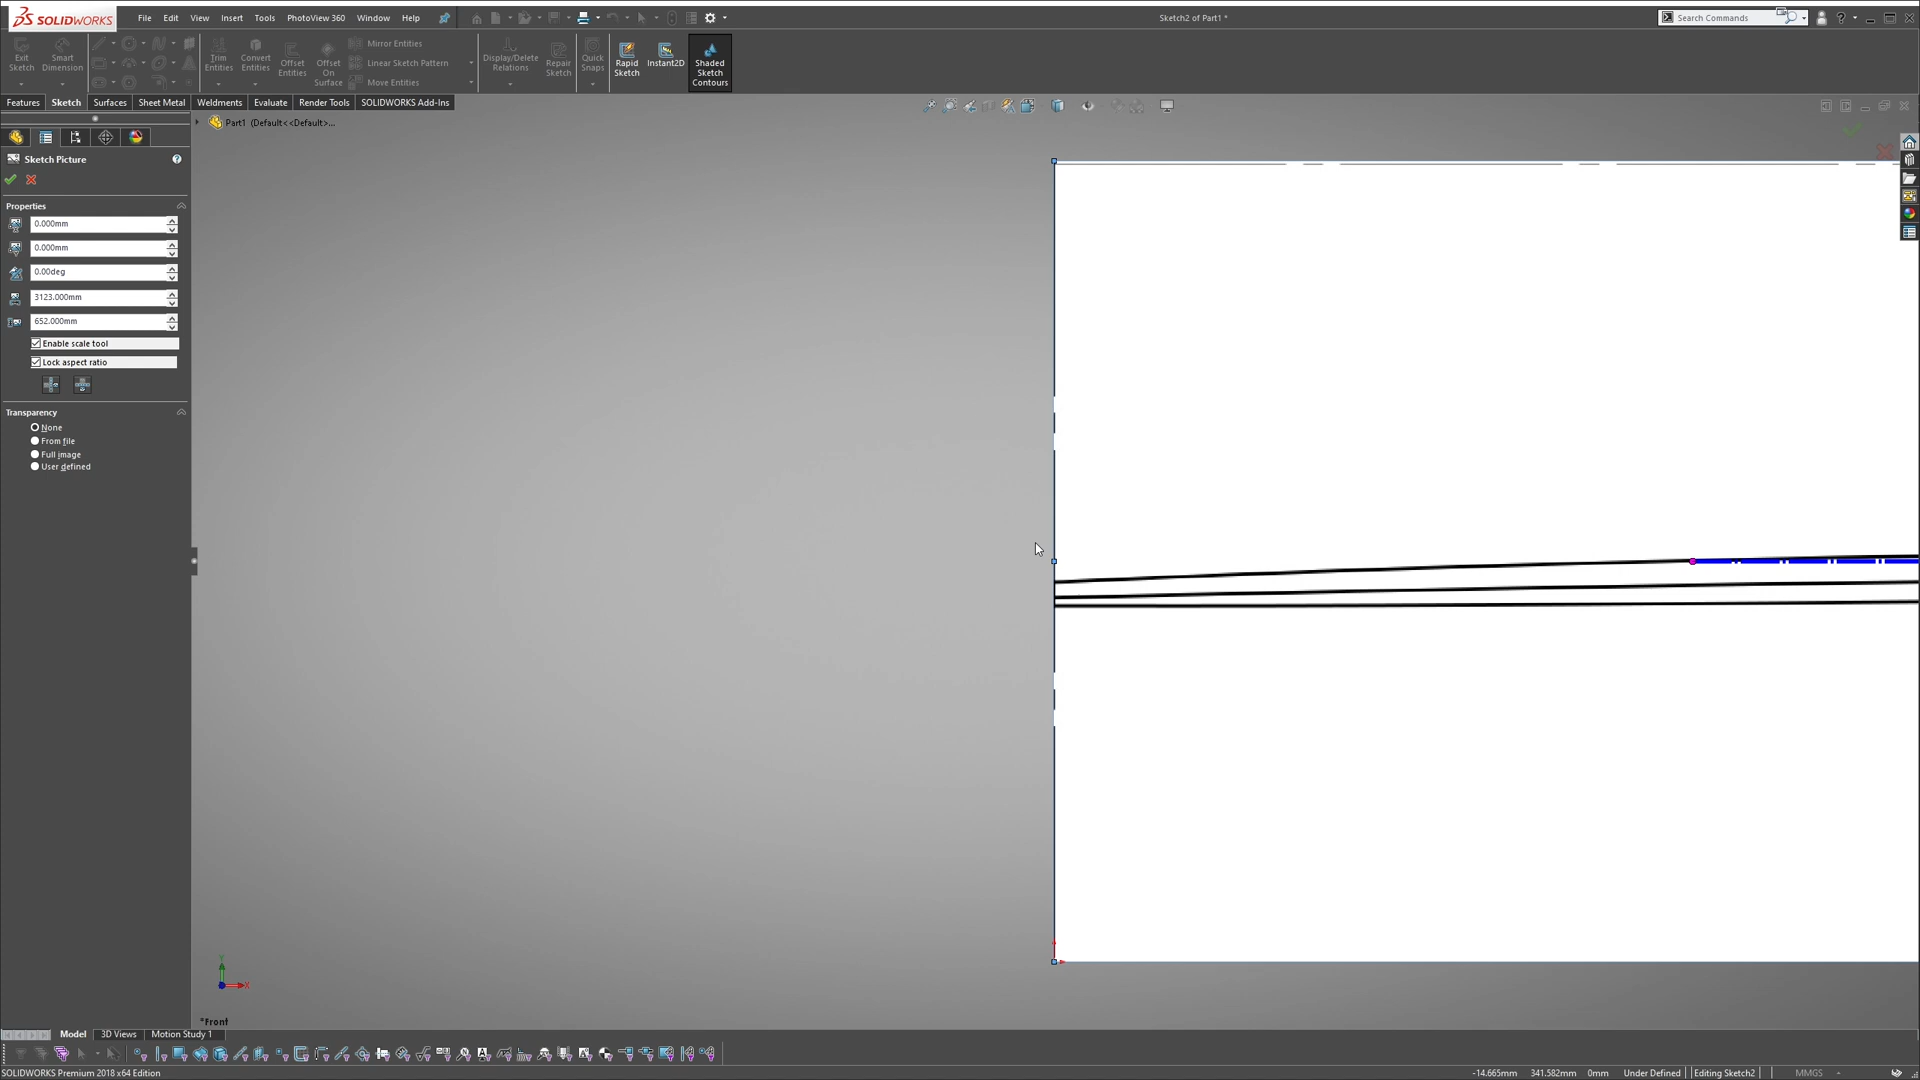 SOLIDWORKS File Edit View Insert Tools PhotoView 360 Window Help Sketch2 of Part1 * Search Commands
Exit Sketch Smart Dimension Trim Entities Convert Entities Offset Entities Offset On Surface Mirror Entities Linear Sketch Pattern Move Entities Display/Delete Relations Repair Sketch Quick Snaps Rapid Sketch Instant2D Shaded Sketch Contours
Features Sketch Surfaces Sheet Metal Weldments Evaluate Render Tools SOLIDWORKS Add-Ins
Part1 (Default<<Default>...
Sketch Picture
Properties
0.000mm
0.000mm
0.00deg
3123.000mm
652.000mm
Enable scale tool
Lock aspect ratio
Transparency
None
From file
Full image
User defined
Y
X
*Front
Model 3D Views Motion Study 1
SOLIDWORKS Premium 2018 x64 Edition -14.665mm 341.582mm 0mm Under Defined Editing Sketch2 MMGS